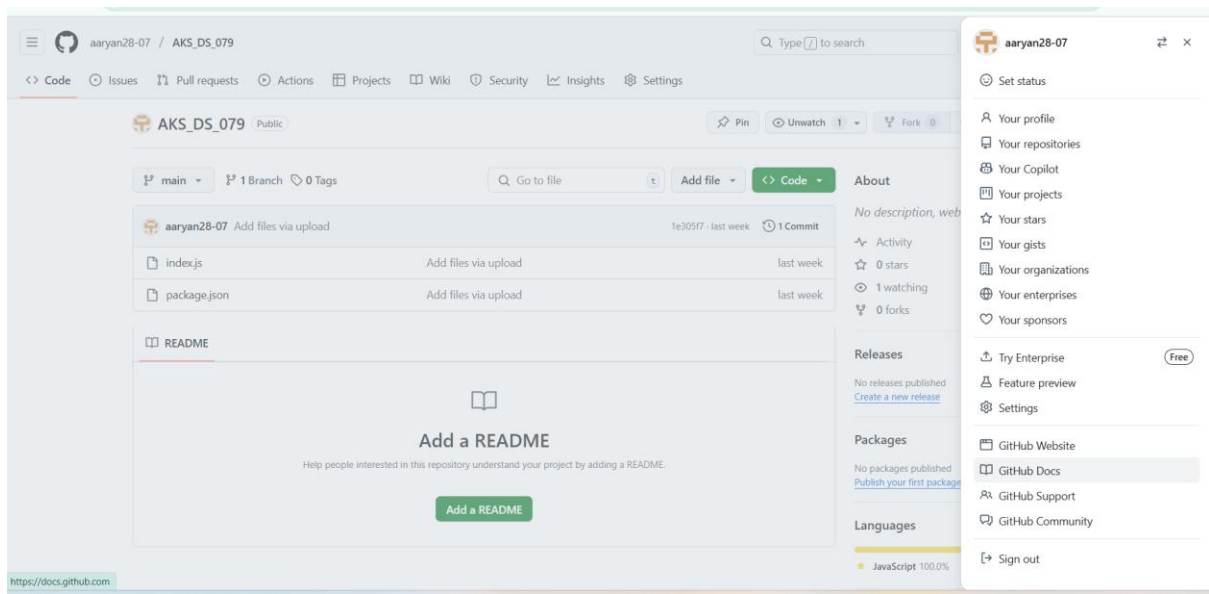 aaryan28-07 / AKS_DS_079
Type / to search
Code Issues Pull requests Actions Projects Wiki Security Insights Settings
AKS_DS_079 Public
Pin Unwatch 1 Fork 0
main 1 Branch 0 Tags
Go to file t Add file Code
aaryan28-07 Add files via upload 1e305f7 · last week 1 Commit
index.js Add files via upload last week
package.json Add files via upload last week
README
Add a README
Help people interested in this repository understand your project by adding a README.
Add a README
About
No description, web
Activity
0 stars
1 watching
0 forks
Releases
No releases published
Create a new release
Packages
No packages published
Publish your first package
Languages
JavaScript 100.0%
aaryan28-07
Set status
Your profile
Your repositories
Your Copilot
Your projects
Your stars
Your gists
Your organizations
Your enterprises
Your sponsors
Try Enterprise Free
Feature preview
Settings
GitHub Website
GitHub Docs
GitHub Support
GitHub Community
Sign out
https://docs.github.com